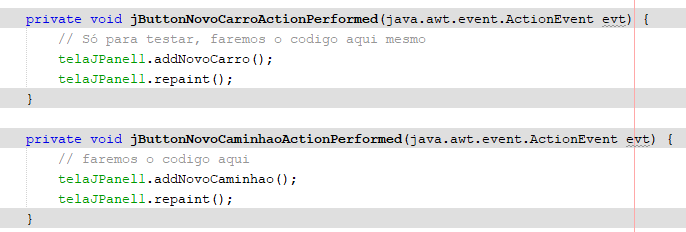 private void jButtonNovoCarroActionPerformed(java.awt.event.ActionEvent evt) {
// Só para testar, faremos o codigo aqui mesmo
telaJPanel1.addNovoCarro();
telaJPanel1.repaint();
}
private void jButtonNovoCaminhaoActionPerformed(java.awt.event.ActionEvent evt) {
// faremos o codigo aqui
telaJPanel1.addNovoCaminhao();
telaJPanel1.repaint();
}